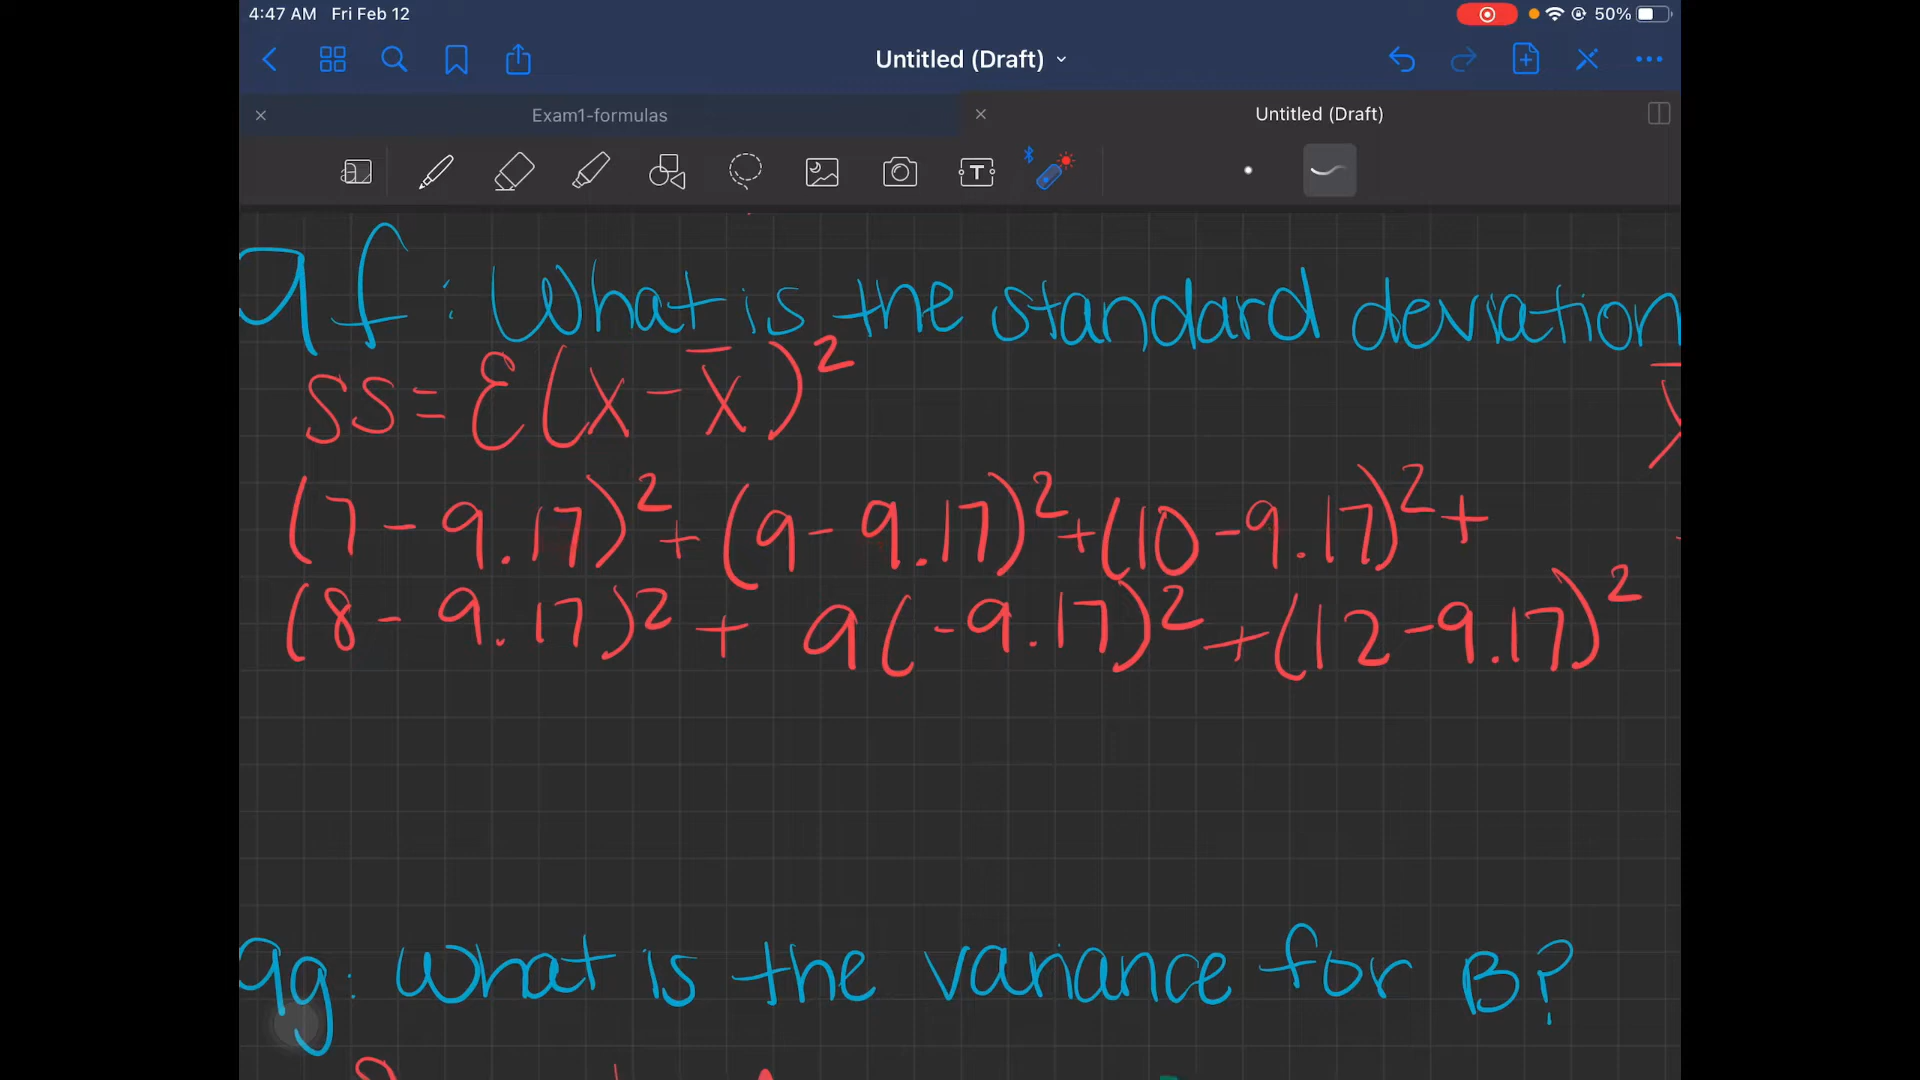 4:47 AM Fri Feb 12 50%
Untitled (Draft)
Exam1-formulas Untitled (Draft)
T
9f: What is the standard deviation
SS = Σ(X - X̄)²
(7 - 9.17)² + (9 - 9.17)² + (10 - 9.17)² +
(8 - 9.17)² + 9(-9.17)² + (12 - 9.17)²
9g: What is the variance for B?